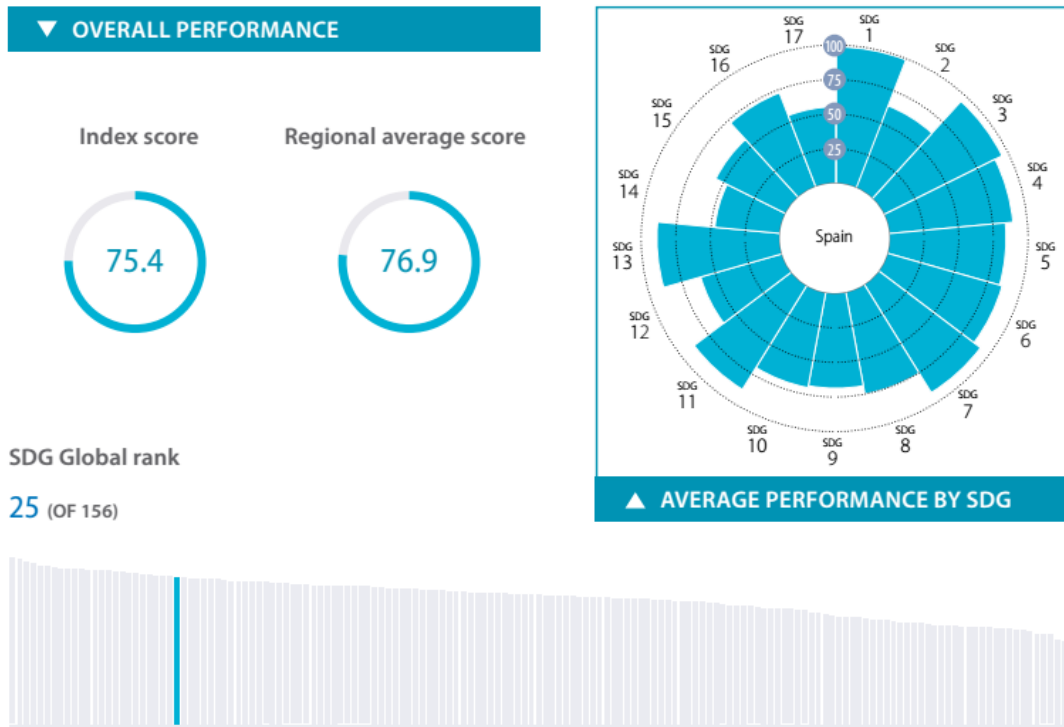 ▼ OVERALL PERFORMANCE
Index score
Regional average score
75.4
76.9
SDG Global rank
25 (OF 156)
SDG
1
SDG
2
SDG
3
SDG
4
SDG
5
SDG
6
SDG
7
SDG
8
SDG
9
SDG
10
SDG
11
SDG
12
SDG
13
SDG
14
SDG
15
SDG
16
SDG
17
100
75
50
25
Spain
▲ AVERAGE PERFORMANCE BY SDG